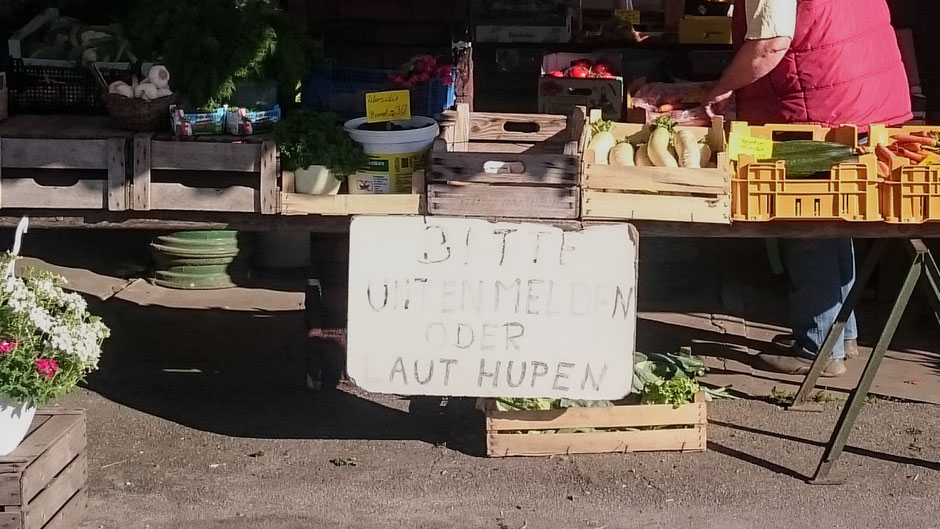 BITTE
UNTEN MELDEN
ODER
LAUT HUPEN